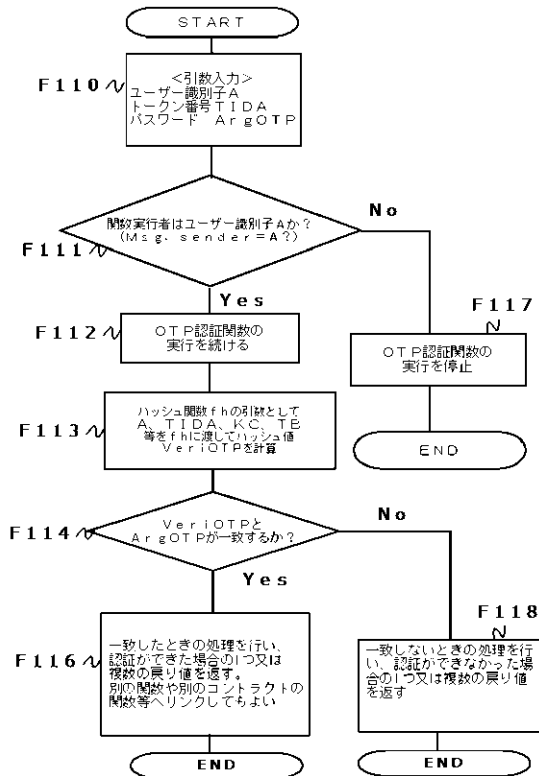 START
F110
<引数入力>
ユーザー識別子A
トークン番号TIDA
パスワード ArgOTP
関数実行者はユーザー識別子Aか?
(Msg.sender=A?)
F111
No
Yes
F112
OTP認証関数の
実行を続ける
F117
OTP認証関数の
実行を停止
END
F113
ハッシュ関数fhの引数として
A、TIDA、KC、TB
等をfhに渡してハッシュ値
VeriOTPを計算
F114
VeriOTPと
ArgOTPが一致するか?
No
Yes
F116
一致したときの処理を行い、
認証ができた場合の1つ又は
複数の戻り値を返す。
別の関数や別のコントラクトの
関数等へリンクしてもよい
END
F118
一致しないときの処理を行
い、認証ができなかった場
合の1つ又は複数の戻り値
を返す
END